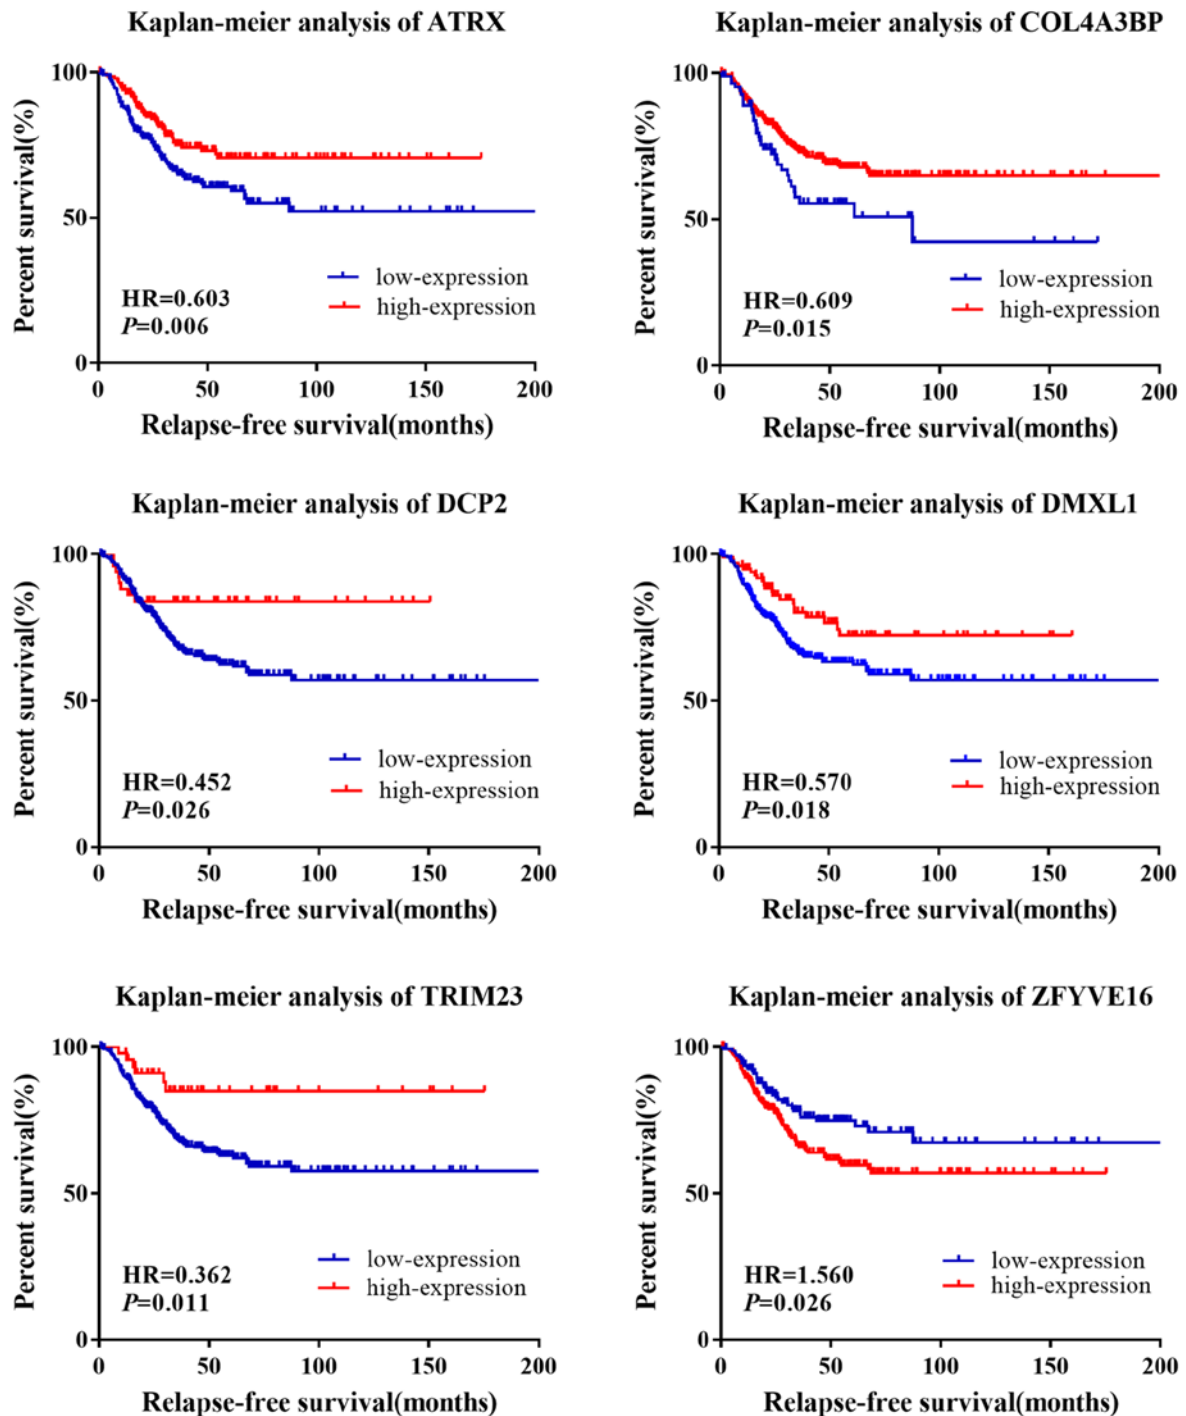 Kaplan-meier analysis of ATRX
Percent survival(%)
100
50
0
low-expression
high-expression
HR=0.603
P=0.006
0 50 100 150 200
Relapse-free survival(months)
Kaplan-meier analysis of COL4A3BP
Percent survival(%)
100
50
0
low-expression
high-expression
HR=0.609
P=0.015
0 50 100 150 200
Relapse-free survival(months)
Kaplan-meier analysis of DCP2
Percent survival(%)
100
50
0
low-expression
high-expression
HR=0.452
P=0.026
0 50 100 150 200
Relapse-free survival(months)
Kaplan-meier analysis of DMXL1
Percent survival(%)
100
50
0
low-expression
high-expression
HR=0.570
P=0.018
0 50 100 150 200
Relapse-free survival(months)
Kaplan-meier analysis of TRIM23
Percent survival(%)
100
50
0
low-expression
high-expression
HR=0.362
P=0.011
0 50 100 150 200
Relapse-free survival(months)
Kaplan-meier analysis of ZFYVE16
Percent survival(%)
100
50
0
low-expression
high-expression
HR=1.560
P=0.026
0 50 100 150 200
Relapse-free survival(months)